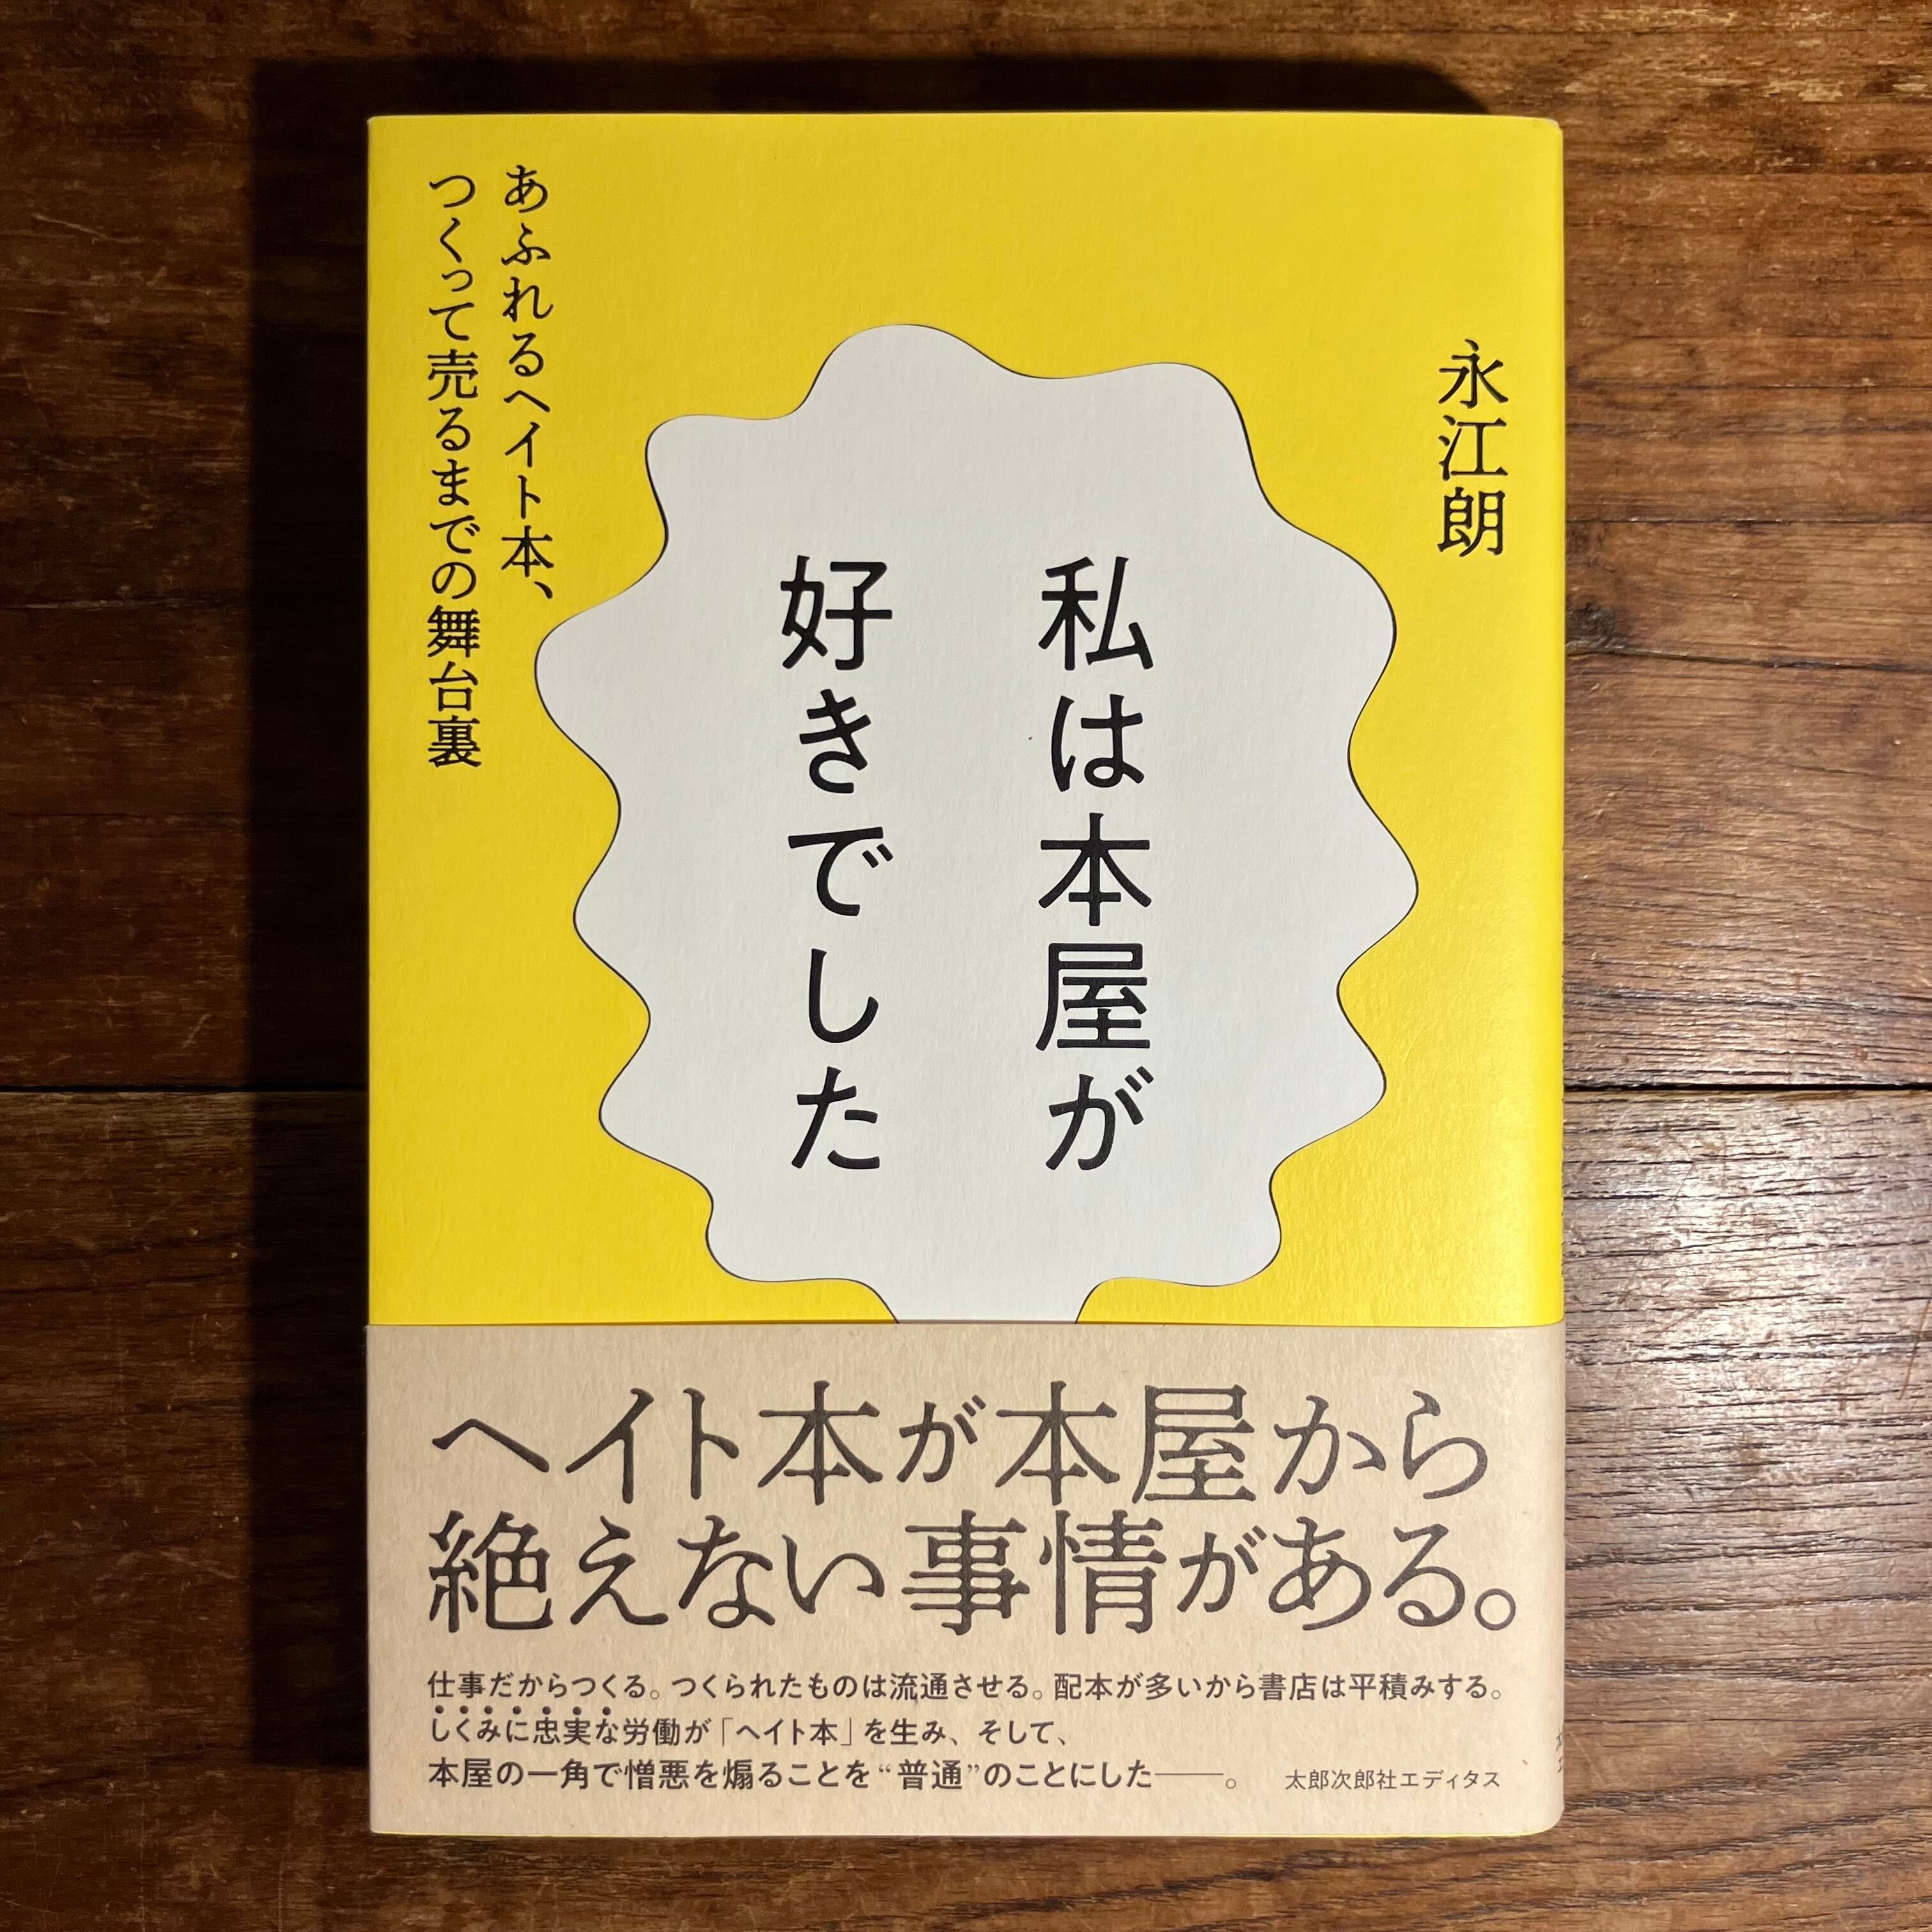 永江朗
私は本屋が
好きでした
あふれるヘイト本、
つくって売るまでの舞台裏
ヘイト本が本屋から
絶えない事情がある。
仕事だからつくる。つくられたものは流通させる。配本が多いから書店は平積みする。
しくみに忠実な労働が「ヘイト本」を生み、そして、
本屋の一角で憎悪を煽ることを“普通”のことにした――。
太郎次郎社エディタス